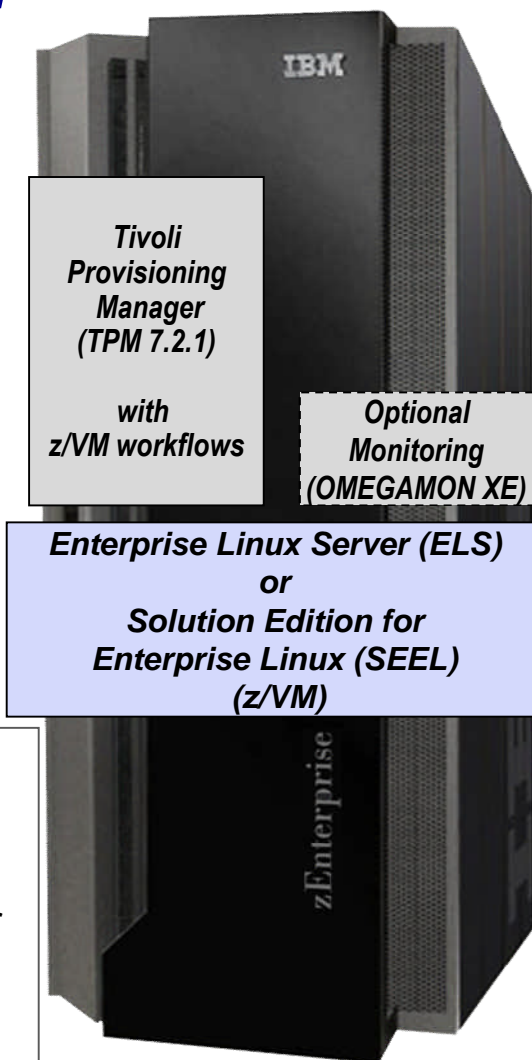 IBM
Tivoli
Provisioning
Manager
(TPM 7.2.1)
with
z/VM workflows
Optional
Monitoring
(OMEGAMON XE)
Enterprise Linux Server (ELS)
or
Solution Edition for
Enterprise Linux (SEEL)
(z/VM)
zEnterprise